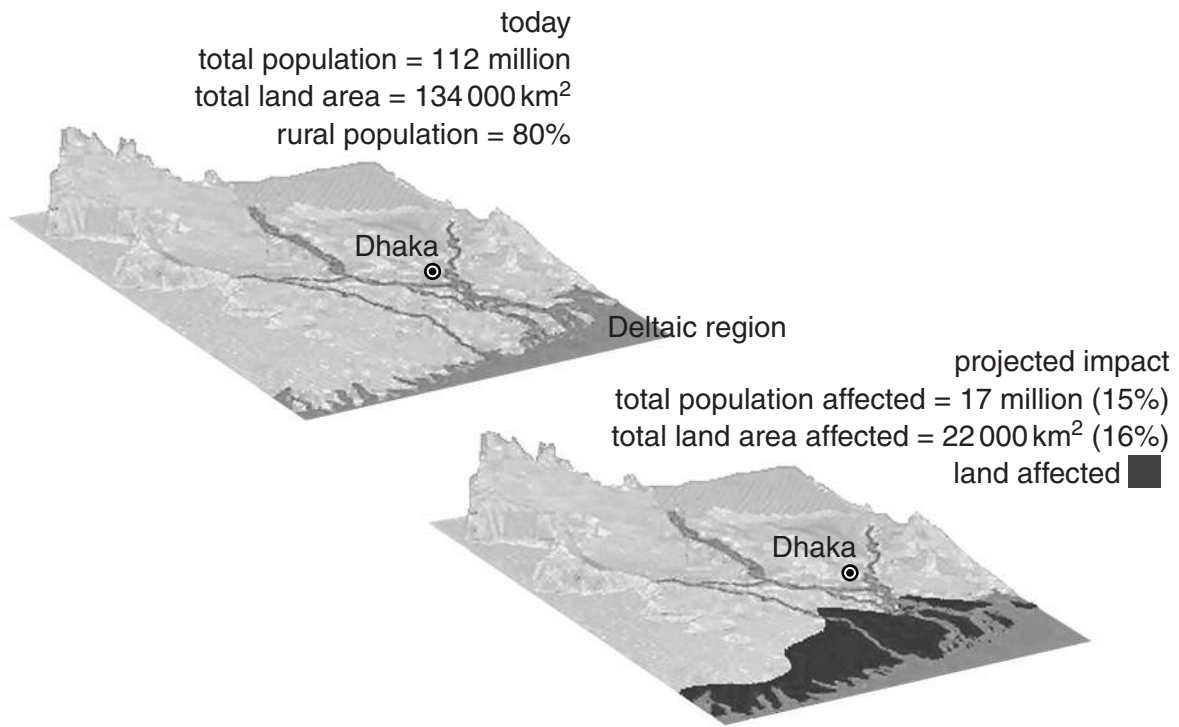 today
total population = 112 million
total land area = 134 000 km²
rural population = 80%
Dhaka
Deltaic region
projected impact
total population affected = 17 million (15%)
total land area affected = 22 000 km² (16%)
land affected
Dhaka